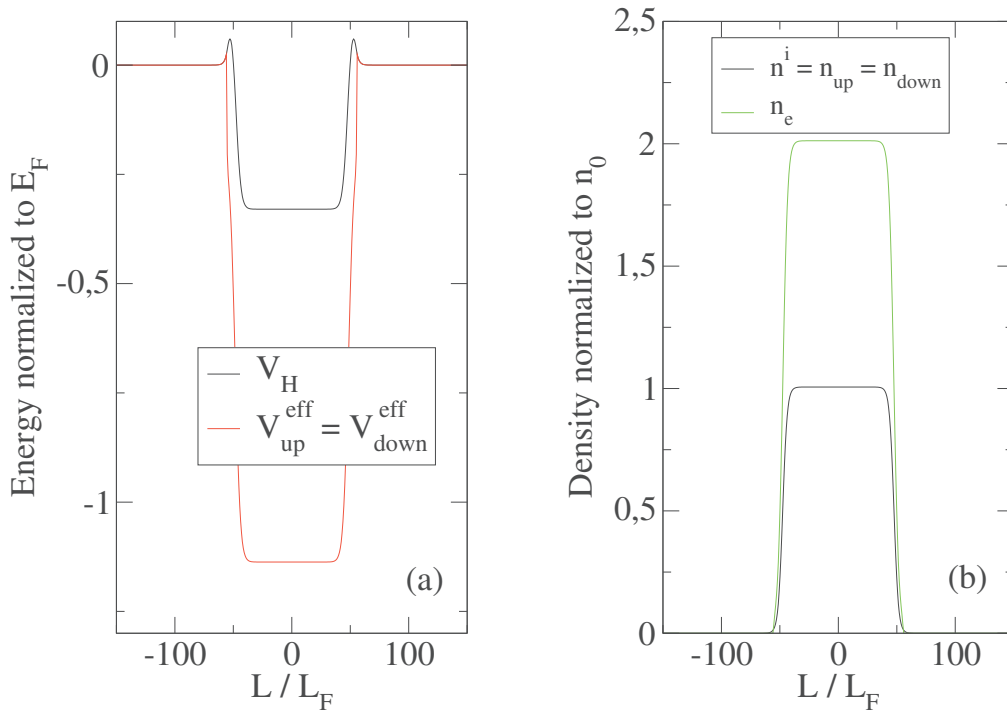 Energy normalized to E_F
0
-0,5
-1
V_H
V_up^eff = V_down^eff
(a)
-100 0 100
L / L_F
Density normalized to n_0
2,5
2
1,5
1
0,5
0
n^i = n_up = n_down
n_e
(b)
-100 0 100
L / L_F